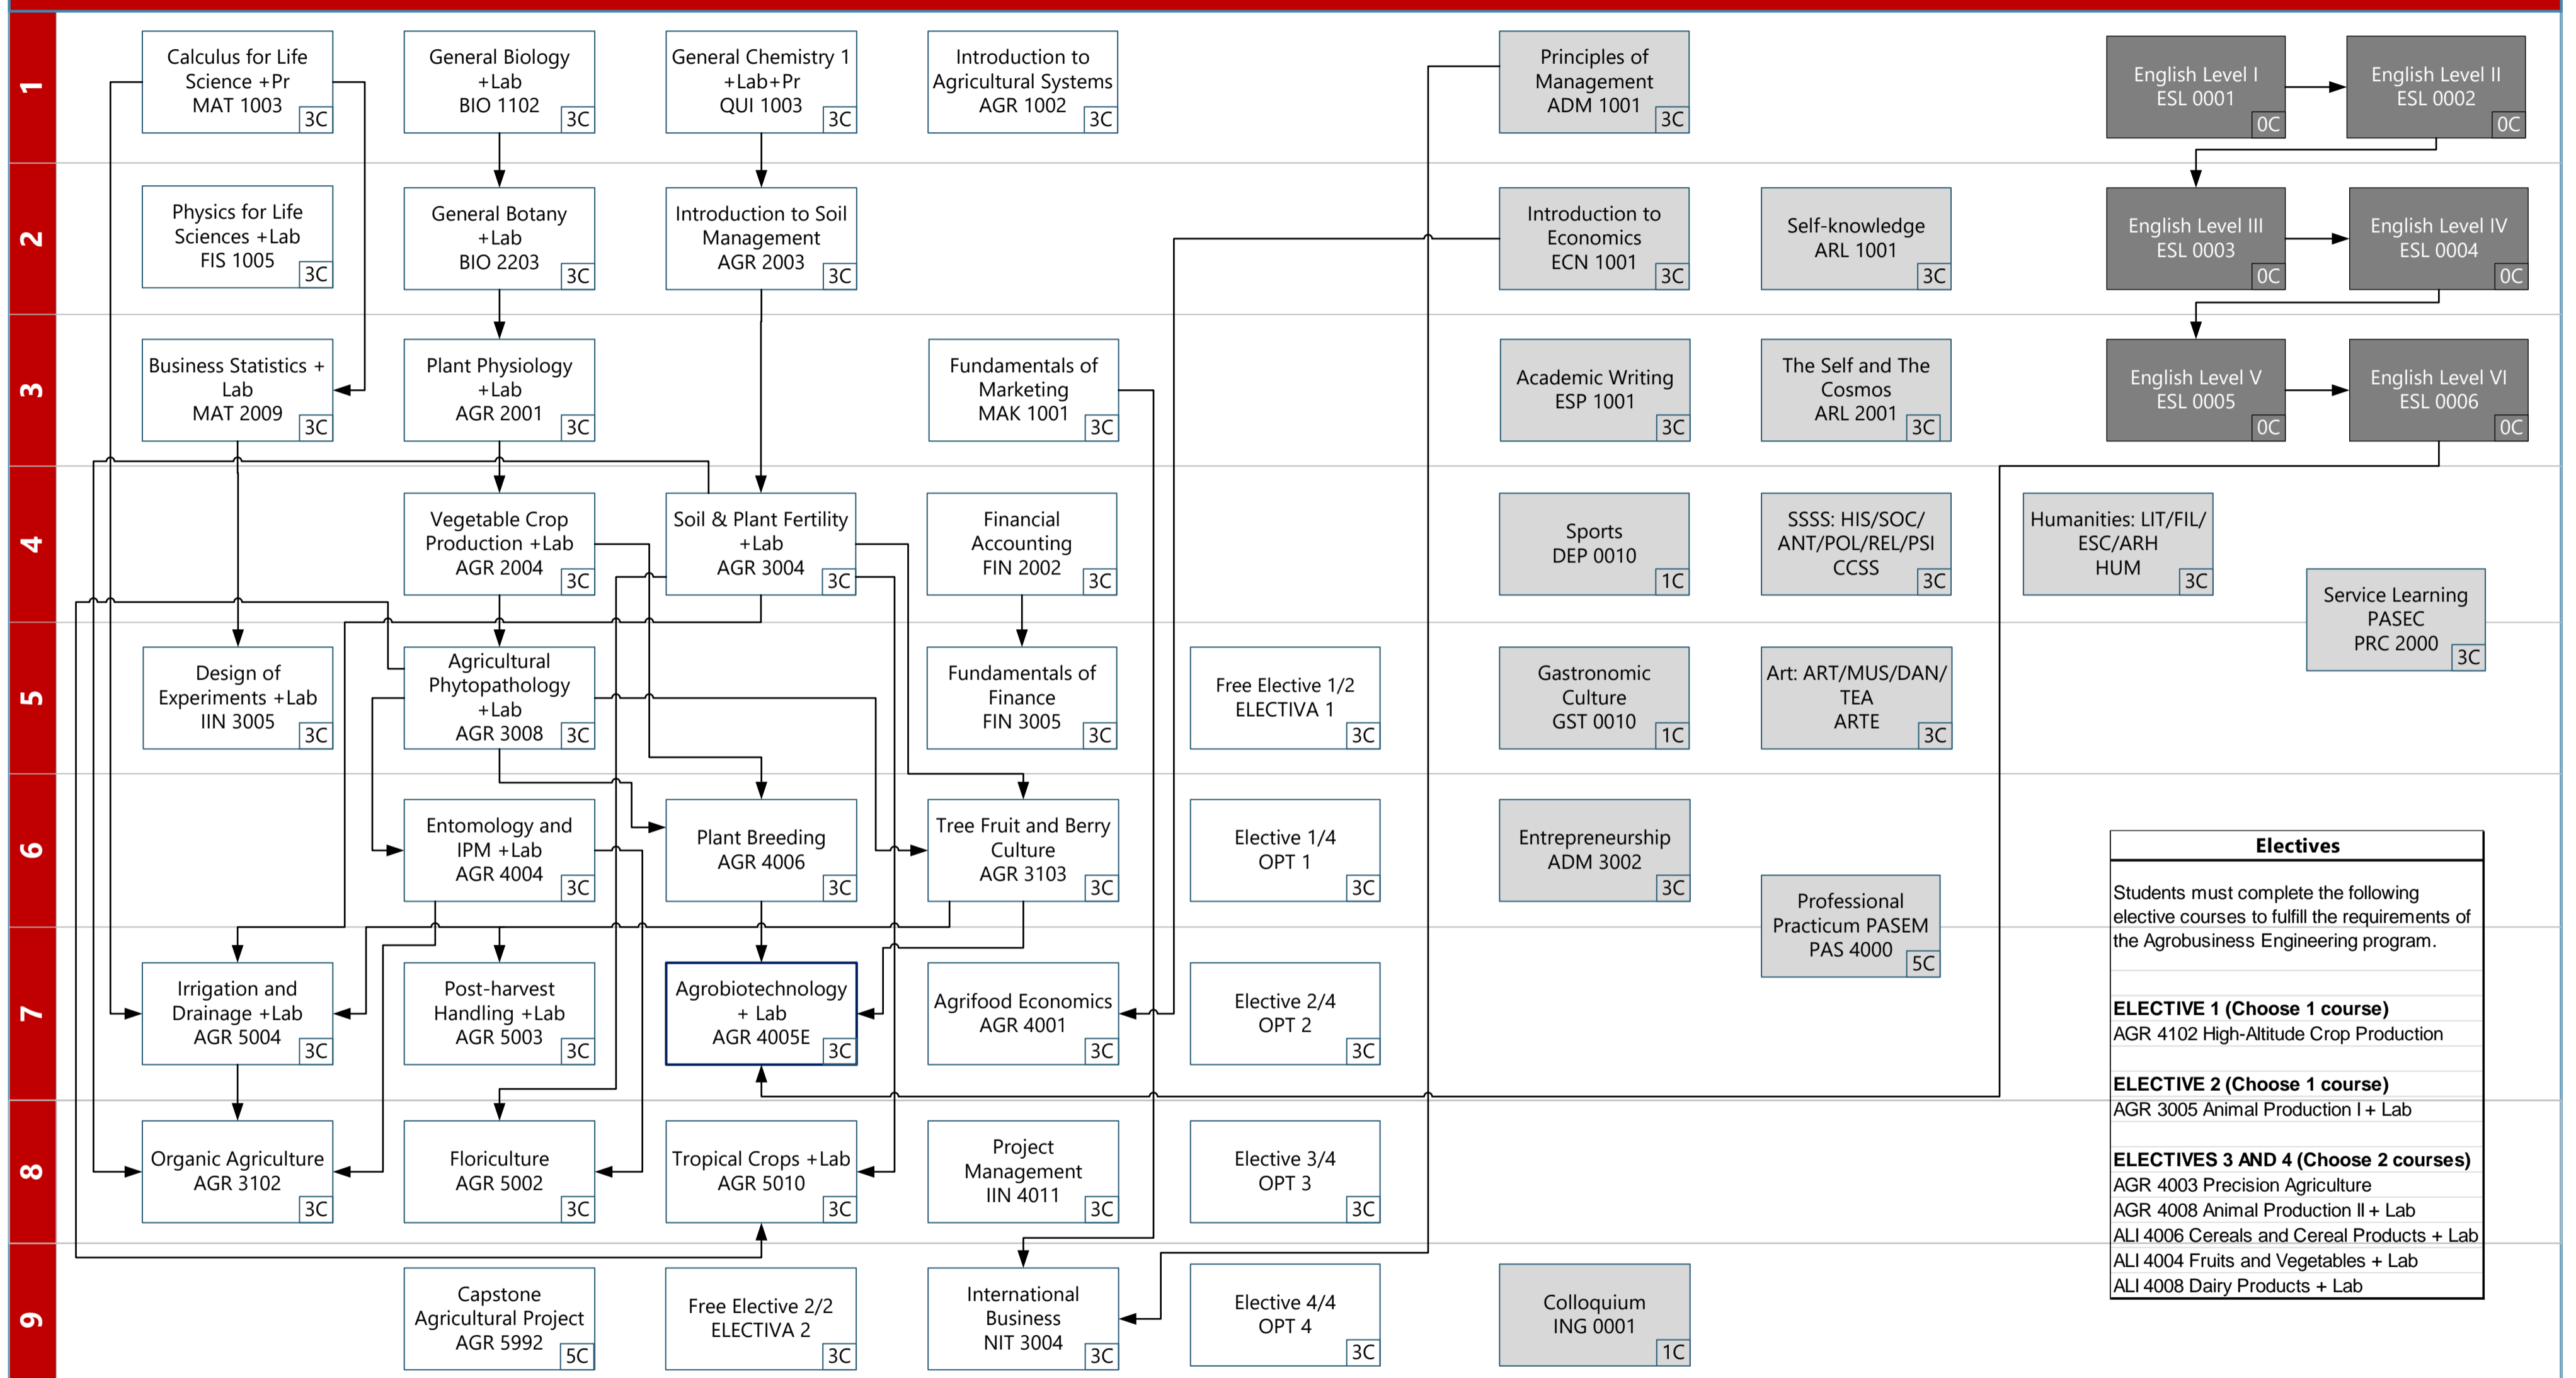 1
Calculus for Life
Science +Pr
MAT 1003
3C
General Biology
+Lab
BIO 1102
3C
General Chemistry 1
+Lab+Pr
QUI 1003
3C
Introduction to
Agricultural Systems
AGR 1002
3C
Principles of
Management
ADM 1001
3C
English Level I
ESL 0001
0C
English Level II
ESL 0002
0C
2
Physics for Life
Sciences +Lab
FIS 1005
3C
General Botany
+Lab
BIO 2203
3C
Introduction to Soil
Management
AGR 2003
3C
Introduction to
Economics
ECN 1001
3C
Self-knowledge
ARL 1001
3C
English Level III
ESL 0003
0C
English Level IV
ESL 0004
0C
3
Business Statistics +
Lab
MAT 2009
3C
Plant Physiology
+Lab
AGR 2001
3C
Fundamentals of
Marketing
MAK 1001
3C
Academic Writing
ESP 1001
3C
The Self and The
Cosmos
ARL 2001
3C
English Level V
ESL 0005
0C
English Level VI
ESL 0006
0C
4
Vegetable Crop
Production +Lab
AGR 2004
3C
Soil & Plant Fertility
+Lab
AGR 3004
3C
Financial
Accounting
FIN 2002
3C
Sports
DEP 0010
1C
SSSS: HIS/SOC/
ANT/POL/REL/PSI
CCSS
3C
Humanities: LIT/FIL/
ESC/ARH
HUM
3C
Service Learning
PASEC
PRC 2000
3C
5
Design of
Experiments +Lab
IIN 3005
3C
Agricultural
Phytopathology
+Lab
AGR 3008
3C
Fundamentals of
Finance
FIN 3005
3C
Free Elective 1/2
ELECTIVA 1
3C
Gastronomic
Culture
GST 0010
1C
Art: ART/MUS/DAN/
TEA
ARTE
3C
6
Entomology and
IPM +Lab
AGR 4004
3C
Plant Breeding
AGR 4006
3C
Tree Fruit and Berry
Culture
AGR 3103
3C
Elective 1/4
OPT 1
3C
Entrepreneurship
ADM 3002
3C
Professional
Practicum PASEM
PAS 4000
5C
7
Irrigation and
Drainage +Lab
AGR 5004
3C
Post-harvest
Handling +Lab
AGR 5003
3C
Agrobiotechnology
+ Lab
AGR 4005E
3C
Agrifood Economics
AGR 4001
3C
Elective 2/4
OPT 2
3C
8
Organic Agriculture
AGR 3102
3C
Floriculture
AGR 5002
3C
Tropical Crops +Lab
AGR 5010
3C
Project
Management
IIN 4011
3C
Elective 3/4
OPT 3
3C
9
Capstone
Agricultural Project
AGR 5992
5C
Free Elective 2/2
ELECTIVA 2
3C
International
Business
NIT 3004
3C
Elective 4/4
OPT 4
3C
Colloquium
ING 0001
1C
Electives
Students must complete the following
elective courses to fulfill the requirements of
the Agrobusiness Engineering program.
ELECTIVE 1 (Choose 1 course)
AGR 4102 High-Altitude Crop Production
ELECTIVE 2 (Choose 1 course)
AGR 3005 Animal Production I + Lab
ELECTIVES 3 AND 4 (Choose 2 courses)
AGR 4003 Precision Agriculture
AGR 4008 Animal Production II + Lab
ALI 4006 Cereals and Cereal Products + Lab
ALI 4004 Fruits and Vegetables + Lab
ALI 4008 Dairy Products + Lab